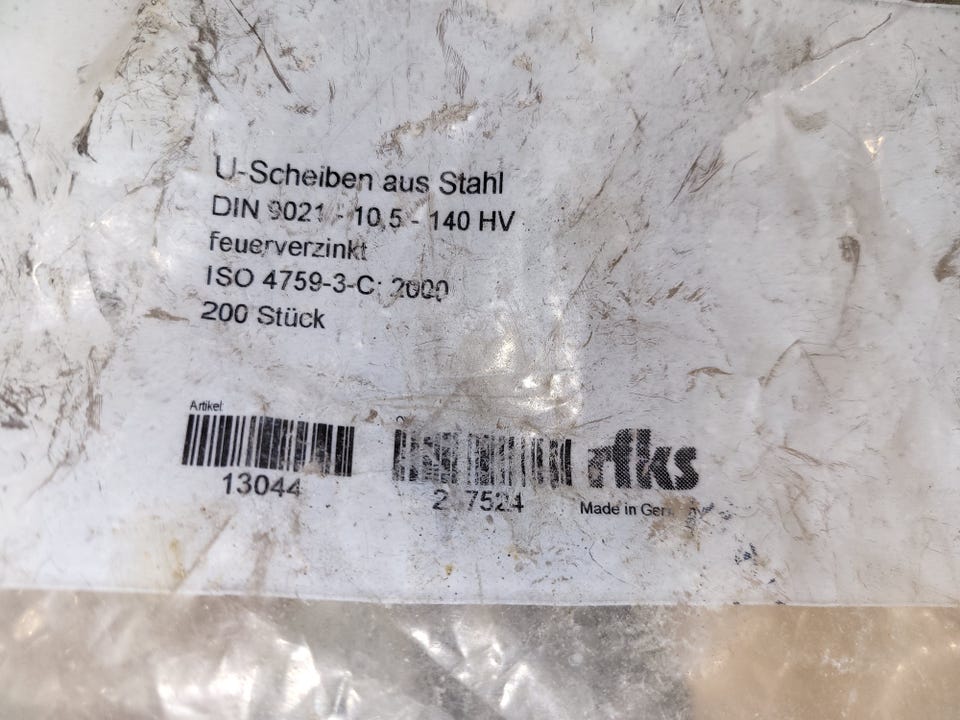 U-Scheiben aus Stahl
DIN 9021 - 10,5 - 140 HV
feuerverzinkt
ISO 4759-3-C: 2000
200 Stück
Artikel:
13044
rfks
Made in Germany